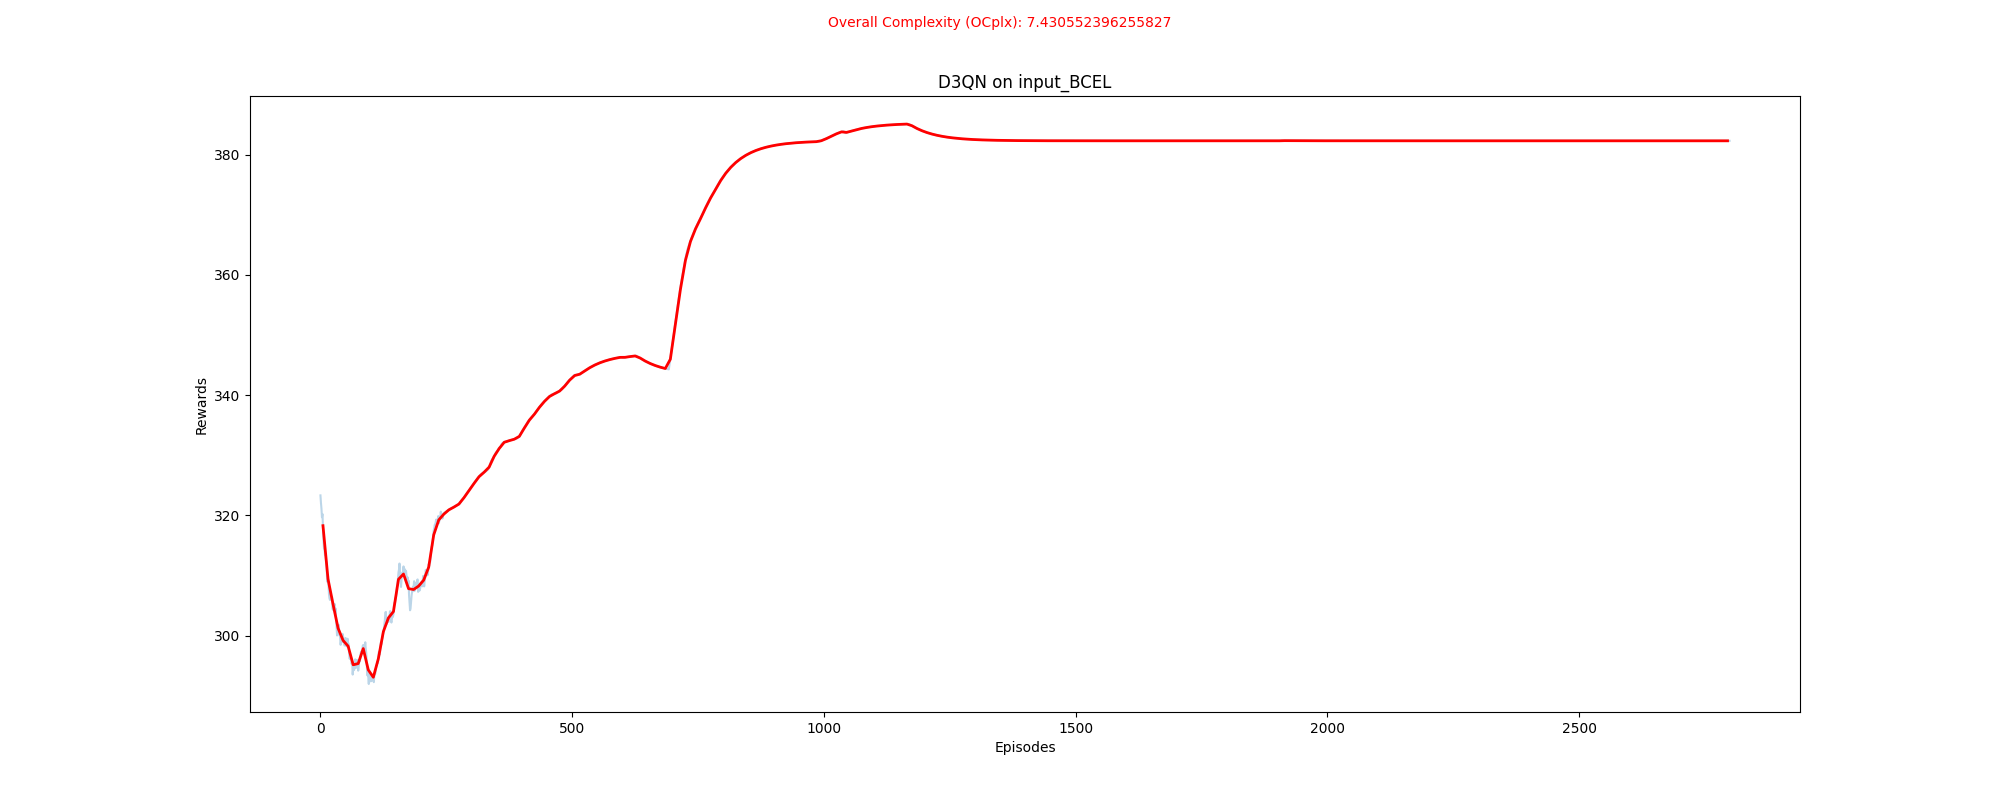 Overall Complexity (OCplx): 7.430552396255827
D3QN on input_BCEL
380
360
340
320
300
Rewards
0 500 1000 1500 2000 2500
Episodes